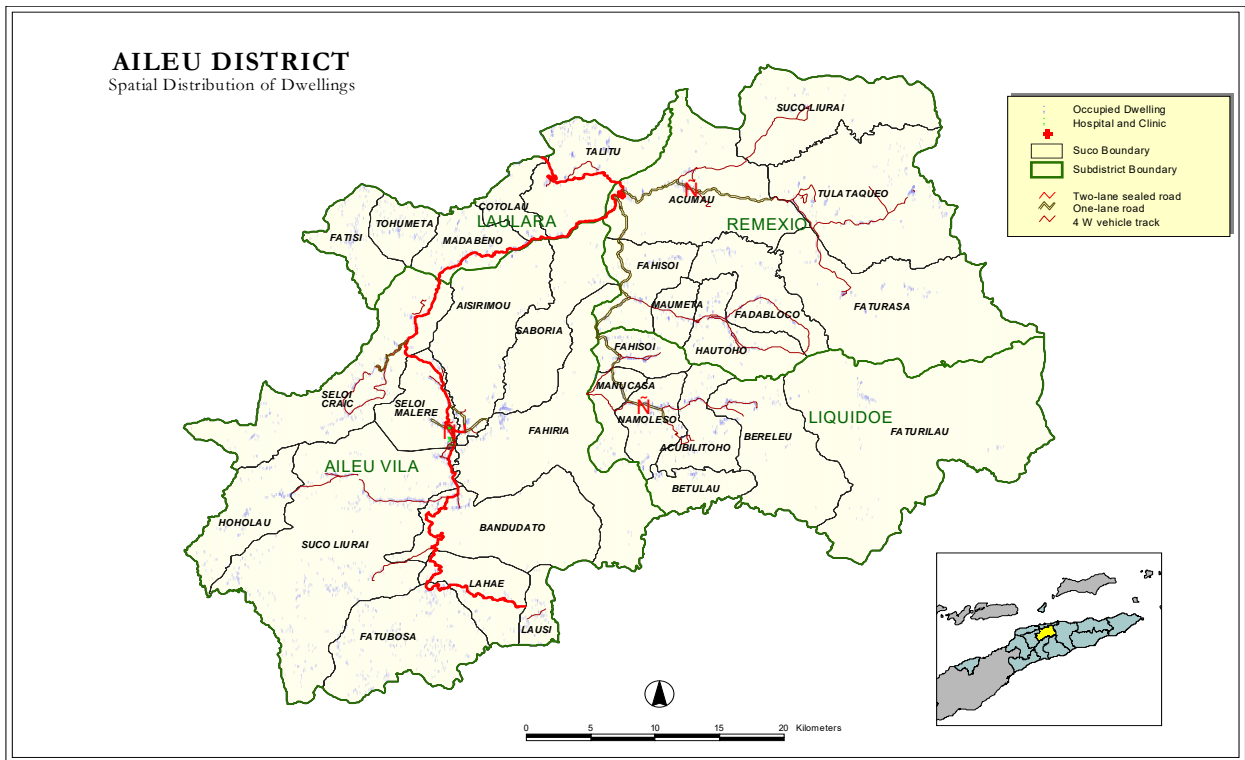 AILEU DISTRICT
Spatial Distribution of Dwellings
Occupied Dwelling
Hospital and Clinic
Suco Boundary
Subdistrict Boundary
Two-lane sealed road
One-lane road
4 W vehicle track
SUCO LIURAI
TALITU
TULATAQUEO
Ñ
ACUMAU
COTOLAU
LAULARA
REMEXIO
TOHUMETA
FATISI
MADABENO
FAHISOI
AISIRIMOU
MAUMETA
FATURASA
FADABLOCO
SABORIA
FAHISOI
HAUTOHO
MANUCASA
SELOI
CRAIC
SELOI
MALERE
Ñ
NAMOLESO
LIQUIDOE
FAHIRIA
BERELEU
FATURILAU
Ñ
ACUBILITOHO
AILEU VILA
BETULAU
HOHOLAU
BANDUDATO
SUCO LIURAI
LAHAE
LAUSI
FATUBOSA
0 5 10 15 20 Kilometers